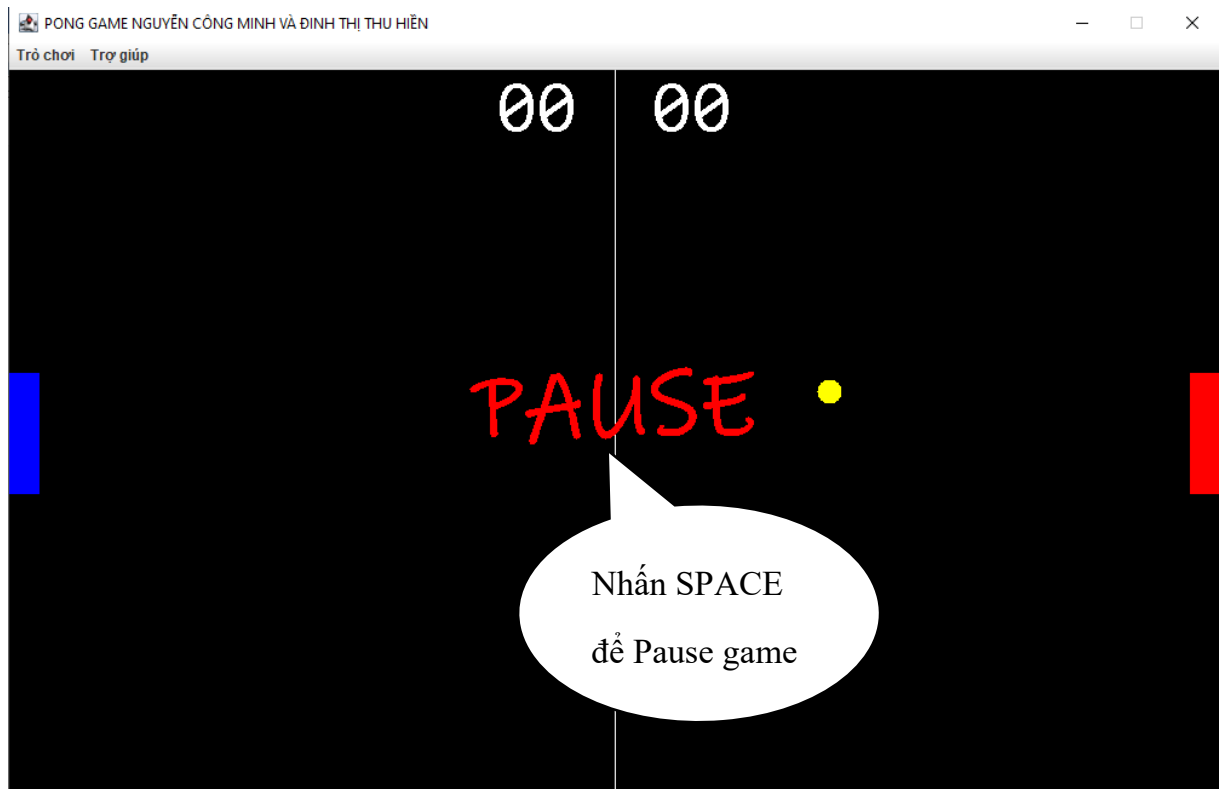 PONG GAME NGUYỄN CÔNG MINH VÀ ĐINH THỊ THU HIỀN
Trò chơi Trợ giúp
00 00
PAUSE
Nhấn SPACE
để Pause game